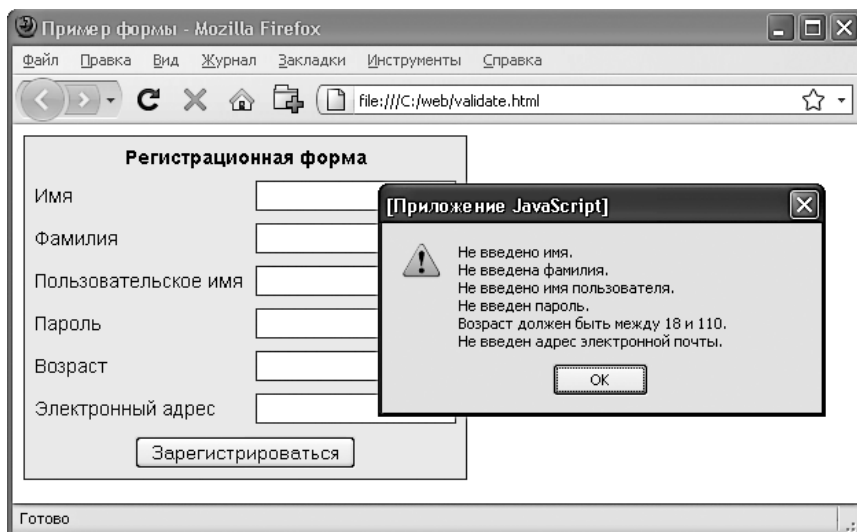 Пример формы - Mozilla Firefox
Файл Правка Вид Журнал Закладки Инструменты Справка
file:///C:/web/validate.html
Регистрационная форма
Имя
Фамилия
Пользовательское имя
Пароль
Возраст
Электронный адрес
Зарегистрироваться
[Приложение JavaScript]
Не введено имя.
Не введена фамилия.
Не введено имя пользователя.
Не введен пароль.
Возраст должен быть между 18 и 110.
Не введен адрес электронной почты.
OK
Готово